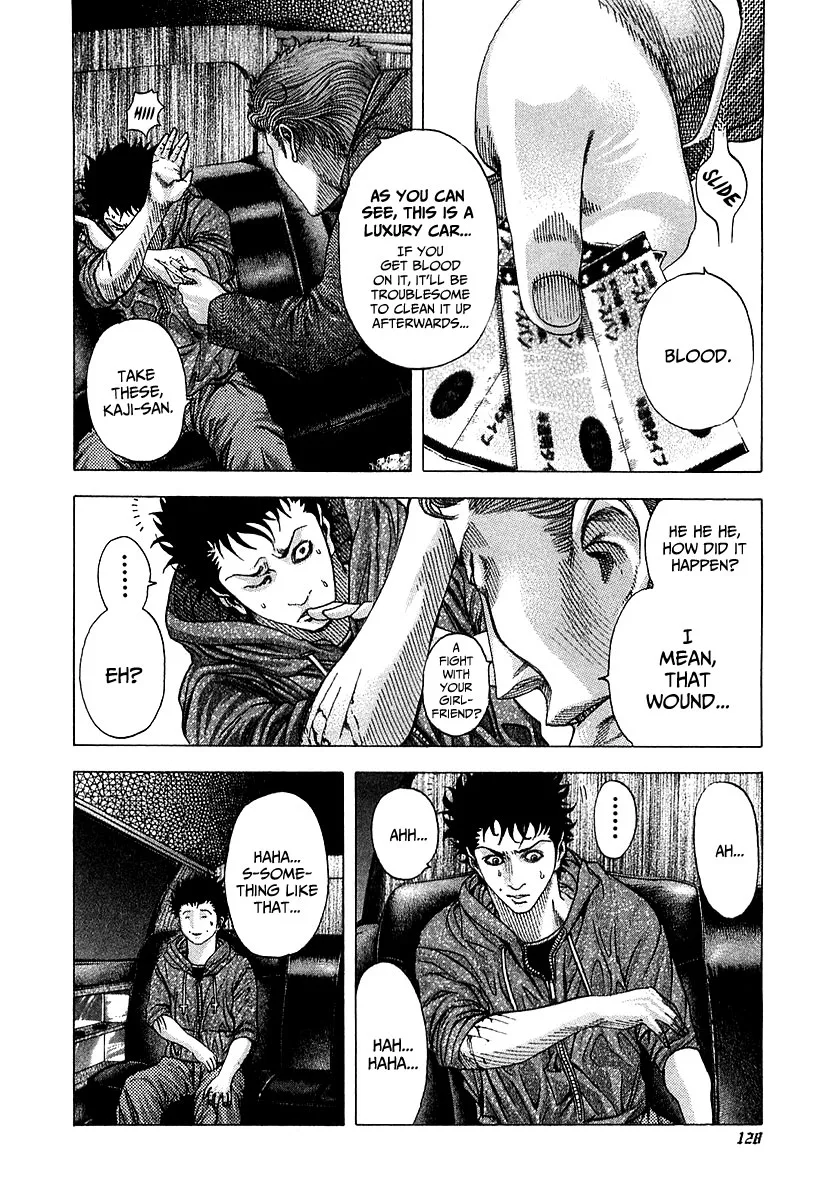 SLIDE
BLOOD.
HIII
AS YOU CAN
SEE, THIS IS A
LUXURY CAR...
IF YOU
GET BLOOD
ON IT, IT'LL BE
TROUBLESOME
TO CLEAN IT UP
AFTERWARDS...
TAKE
THESE,
KAJI-SAN.
HE HE HE,
HOW DID IT
HAPPEN?
I
MEAN,
THAT
WOUND...
A
FIGHT
WITH
YOUR
GIRL-
FRIEND?
.....
EH?
AH...
.....
AHH...
HAH...
HAHA...
HAHA...
S-SOME-
THING LIKE
THAT...
128